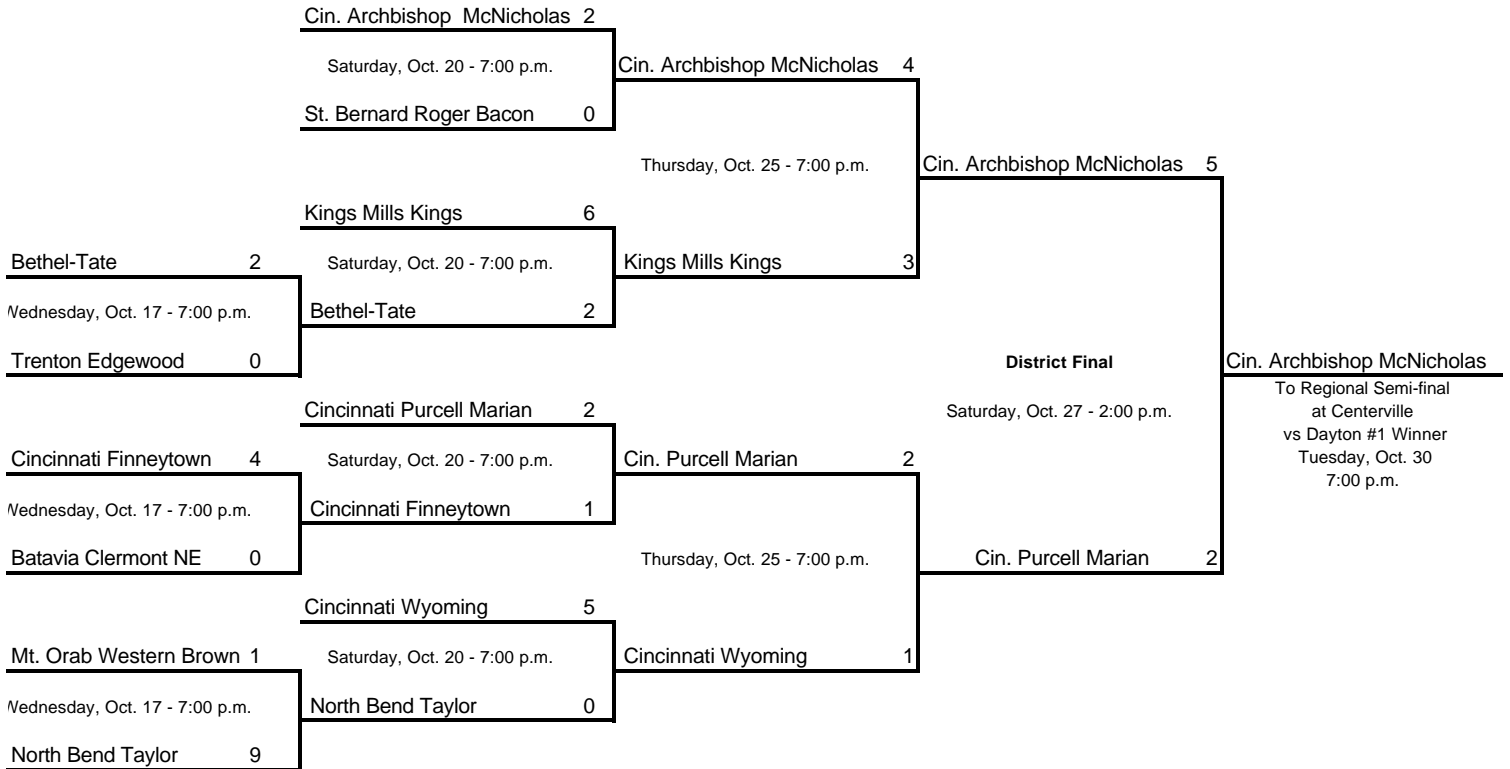 Cin. Archbishop  McNicholas 2
Saturday, Oct. 20 - 7:00 p.m.
Cin. Archbishop McNicholas 4
St. Bernard Roger Bacon 0
Thursday, Oct. 25 - 7:00 p.m.
Cin. Archbishop McNicholas 5
Kings Mills Kings 6
Bethel-Tate 2
Saturday, Oct. 20 - 7:00 p.m.
Kings Mills Kings 3
Wednesday, Oct. 17 - 7:00 p.m.
Bethel-Tate 2
Trenton Edgewood 0
District Final
Cin. Archbishop McNicholas
To Regional Semi-final
at Centerville
vs Dayton #1 Winner
Tuesday, Oct. 30
7:00 p.m.
Cincinnati Purcell Marian 2
Saturday, Oct. 27 - 2:00 p.m.
Cincinnati Finneytown 4
Saturday, Oct. 20 - 7:00 p.m.
Cin. Purcell Marian 2
Wednesday, Oct. 17 - 7:00 p.m.
Cincinnati Finneytown 1
Batavia Clermont NE 0
Thursday, Oct. 25 - 7:00 p.m.
Cin. Purcell Marian 2
Cincinnati Wyoming 5
Mt. Orab Western Brown 1
Saturday, Oct. 20 - 7:00 p.m.
Cincinnati Wyoming 1
Wednesday, Oct. 17 - 7:00 p.m.
North Bend Taylor 0
North Bend Taylor 9